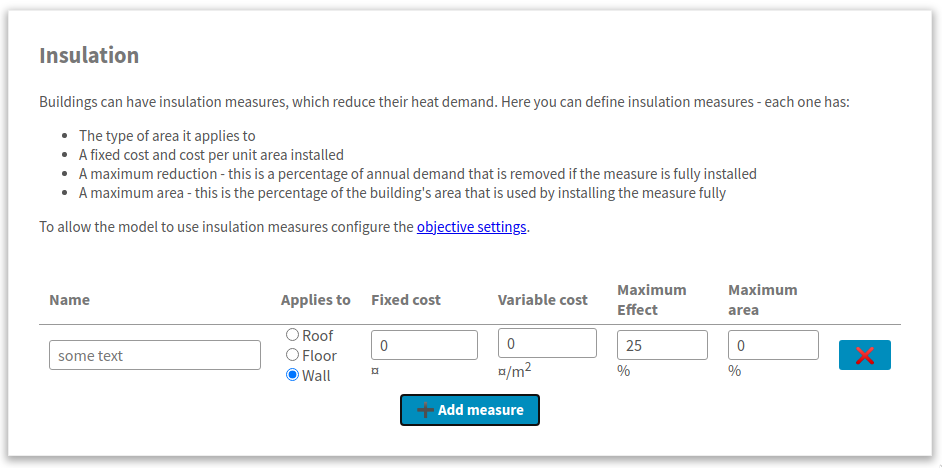 Insulation
Buildings can have insulation measures, which reduce their heat demand. Here you can define insulation measures - each one has:
• The type of area it applies to
• A fixed cost and cost per unit area installed
• A maximum reduction - this is a percentage of annual demand that is removed if the measure is fully installed
• A maximum area - this is the percentage of the building's area that is used by installing the measure fully
To allow the model to use insulation measures configure the objective settings.
Name Applies to Fixed cost Variable cost Maximum Effect Maximum area
some text
Roof
Floor
Wall
0
¤
0
¤/m²
25
%
0
%
Add measure